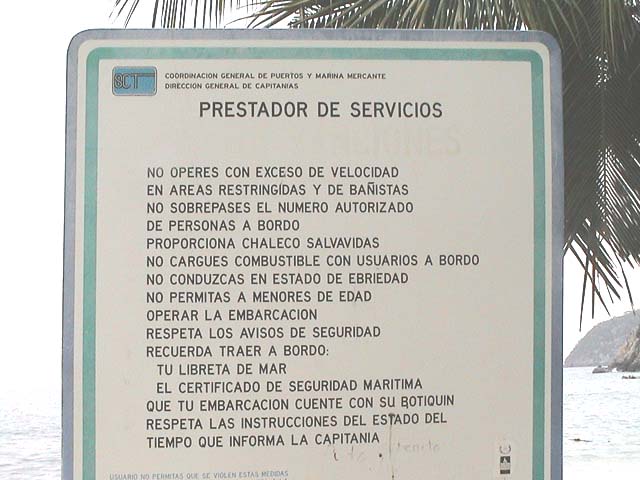 SCT
COORDINACION GENERAL DE PUERTOS Y MARINA MERCANTE
DIRECCION GENERAL DE CAPITANIAS
PRESTADOR DE SERVICIOS
NO OPERES CON EXCESO DE VELOCIDAD
EN AREAS RESTRINGIDAS Y DE BAÑISTAS
NO SOBREPASES EL NUMERO AUTORIZADO
DE PERSONAS A BORDO
PROPORCIONA CHALECO SALVAVIDAS
NO CARGUES COMBUSTIBLE CON USUARIOS A BORDO
NO CONDUZCAS EN ESTADO DE EBRIEDAD
NO PERMITAS A MENORES DE EDAD
OPERAR LA EMBARCACION
RESPETA LOS AVISOS DE SEGURIDAD
RECUERDA TRAER A BORDO:
TU LIBRETA DE MAR
EL CERTIFICADO DE SEGURIDAD MARITIMA
QUE TU EMBARCACION CUENTE CON SU BOTIQUIN
RESPETA LAS INSTRUCCIONES DEL ESTADO DEL
TIEMPO QUE INFORMA LA CAPITANIA
USUARIO NO PERMITAS QUE SE VIOLEN ESTAS MEDIDAS